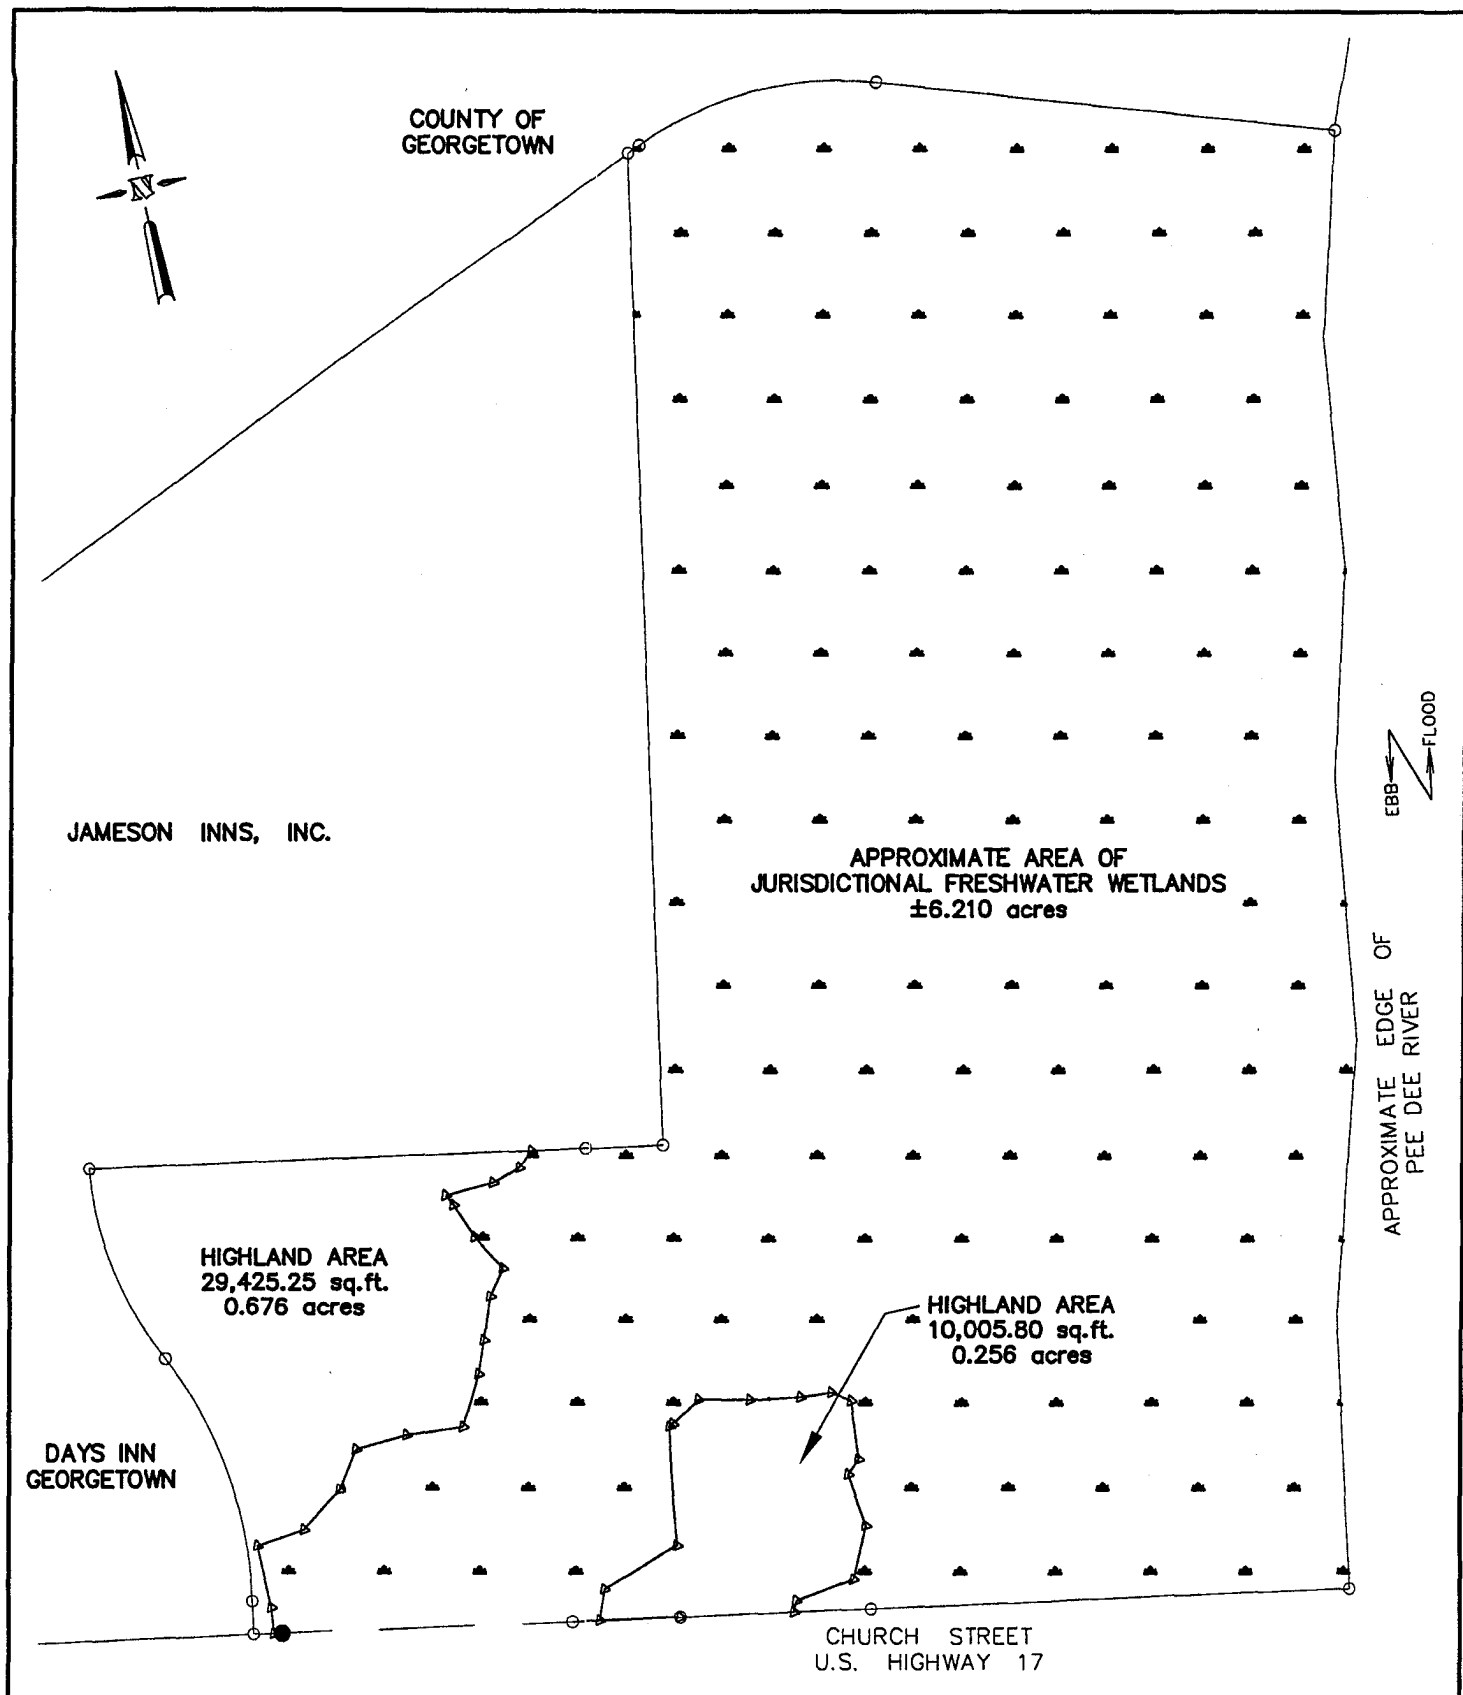 COUNTY OF
GEORGETOWN
N
EBB
FLOOD
JAMESON INNS, INC.
APPROXIMATE AREA OF
JURISDICTIONAL FRESHWATER WETLANDS
±6.210 acres
APPROXIMATE EDGE OF
PEE DEE RIVER
HIGHLAND AREA
29,425.25 sq.ft.
0.676 acres
HIGHLAND AREA
10,005.80 sq.ft.
0.256 acres
DAYS INN
GEORGETOWN
CHURCH STREET
U.S. HIGHWAY 17